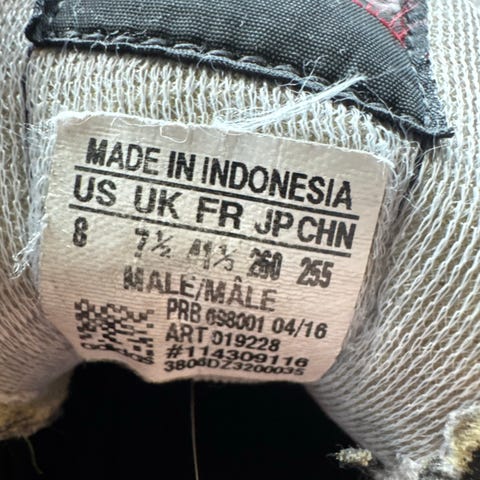 MADE IN INDONESIA
US UK FR JP CHN
8 7½ 41⅓ 260 255
MALE/MÂLE
PRB 698001 04/16
ART 019228
#114309116
3806DZ3200035